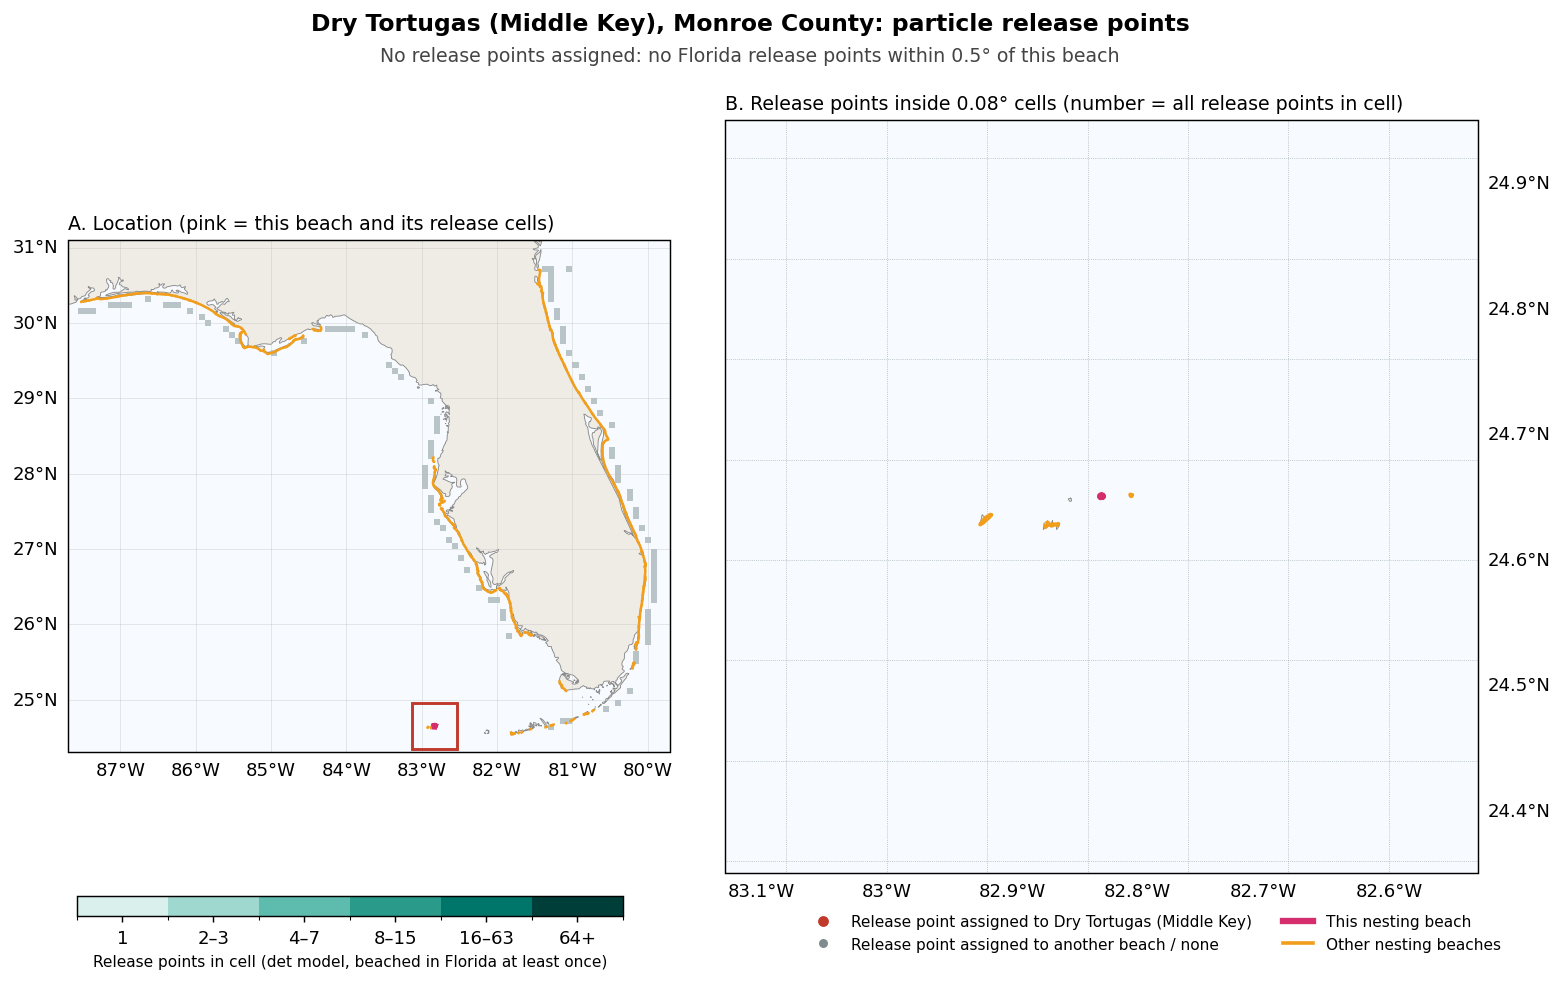 Dry Tortugas (Middle Key), Monroe County: particle release points
No release points assigned: no Florida release points within 0.5° of this beach
A. Location (pink = this beach and its release cells)
31°N
30°N
29°N
28°N
27°N
26°N
25°N
87°W 86°W 85°W 84°W 83°W 82°W 81°W 80°W
B. Release points inside 0.08° cells (number = all release points in cell)
24.9°N
24.8°N
24.7°N
24.6°N
24.5°N
24.4°N
83.1°W 83°W 82.9°W 82.8°W 82.7°W 82.6°W
1 2–3 4–7 8–15 16–63 64+
Release points in cell (det model, beached in Florida at least once)
Release point assigned to Dry Tortugas (Middle Key)
Release point assigned to another beach / none
This nesting beach
Other nesting beaches